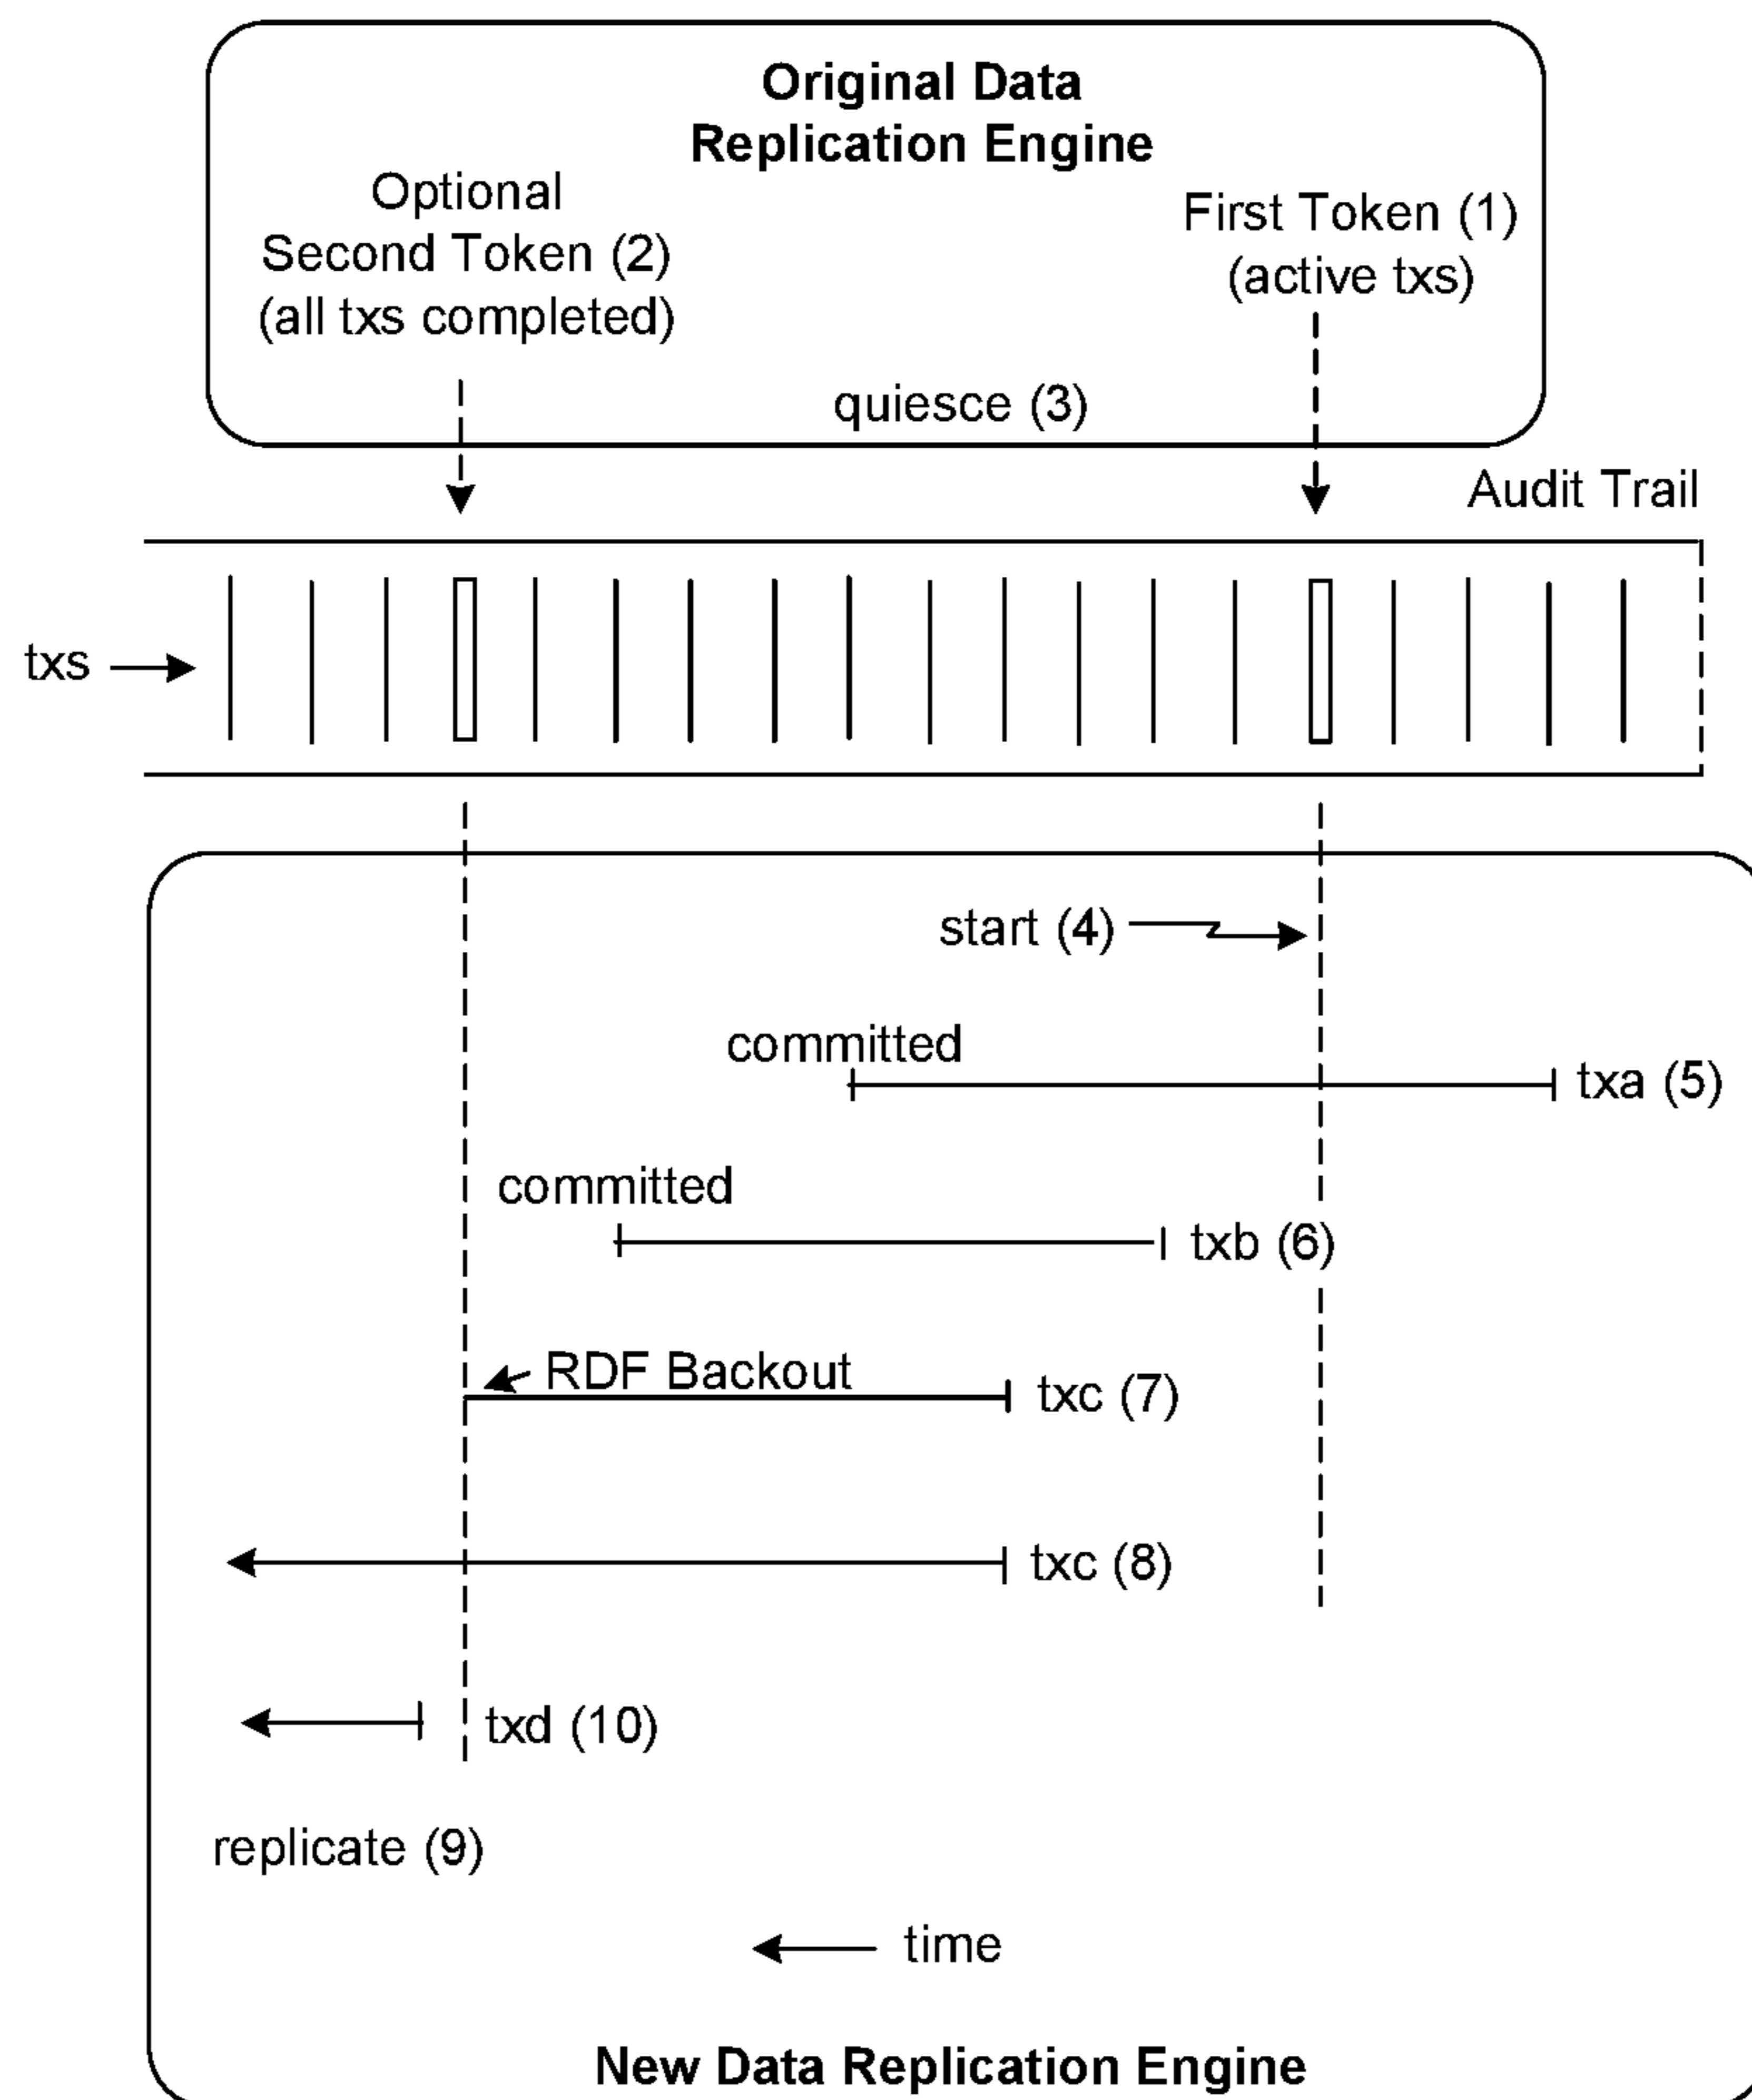 Original Data
Replication Engine
Optional
Second Token (2)
(all txs completed)
First Token (1)
(active txs)
quiesce (3)
Audit Trail
txs
start (4)
committed
txa (5)
committed
txb (6)
RDF Backout
txc (7)
txc (8)
txd (10)
replicate (9)
time
New Data Replication Engine